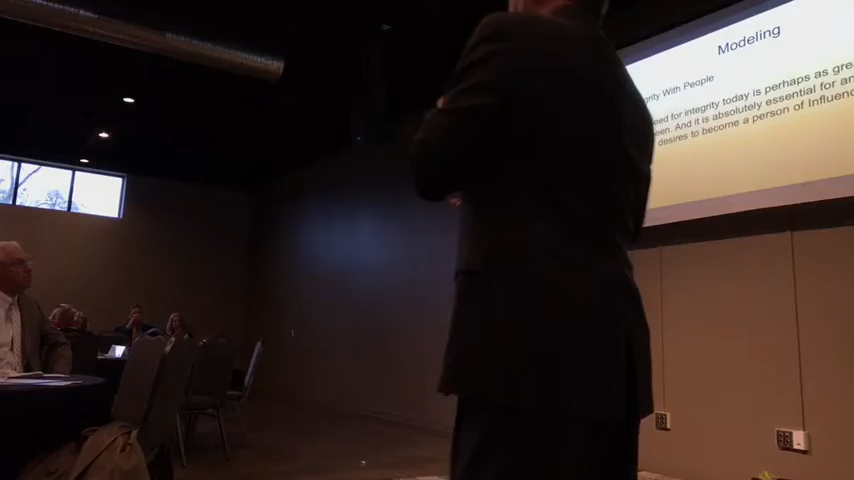 Modeling
grity With People
eed for integrity today is perhaps as gre
een. And it is absolutely essential for an
desires to become a person of Influenc